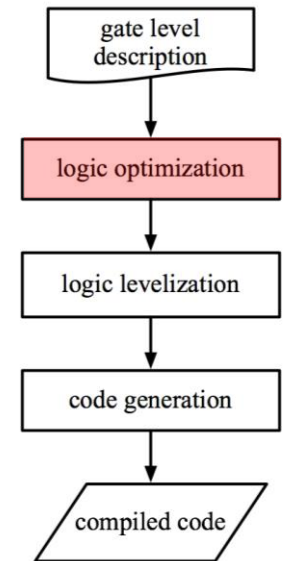 gate level
description
logic optimization
logic levelization
code generation
compiled code